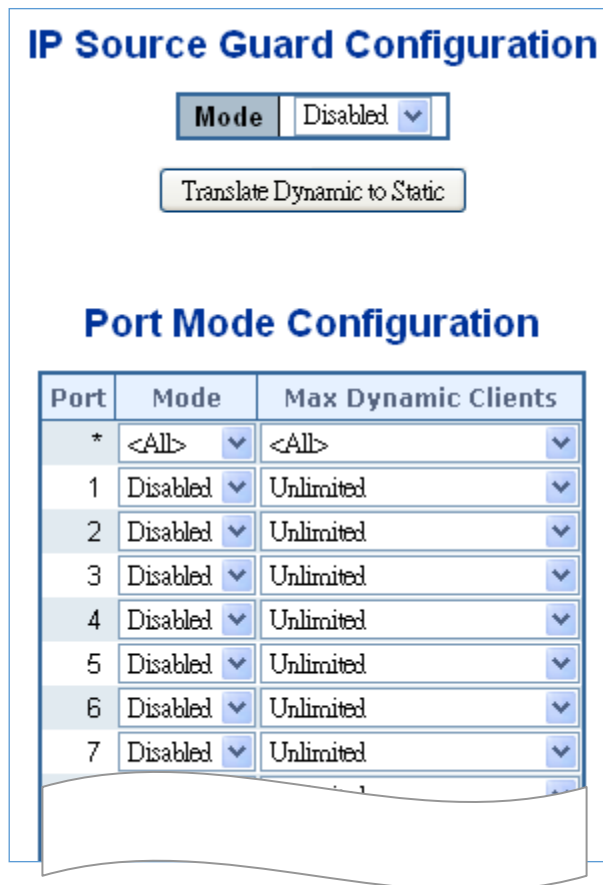 IP Source Guard Configuration
Mode Disabled
Translate Dynamic to Static
Port Mode Configuration
Port Mode Max Dynamic Clients
* <All> <All>
1 Disabled Unlimited
2 Disabled Unlimited
3 Disabled Unlimited
4 Disabled Unlimited
5 Disabled Unlimited
6 Disabled Unlimited
7 Disabled Unlimited